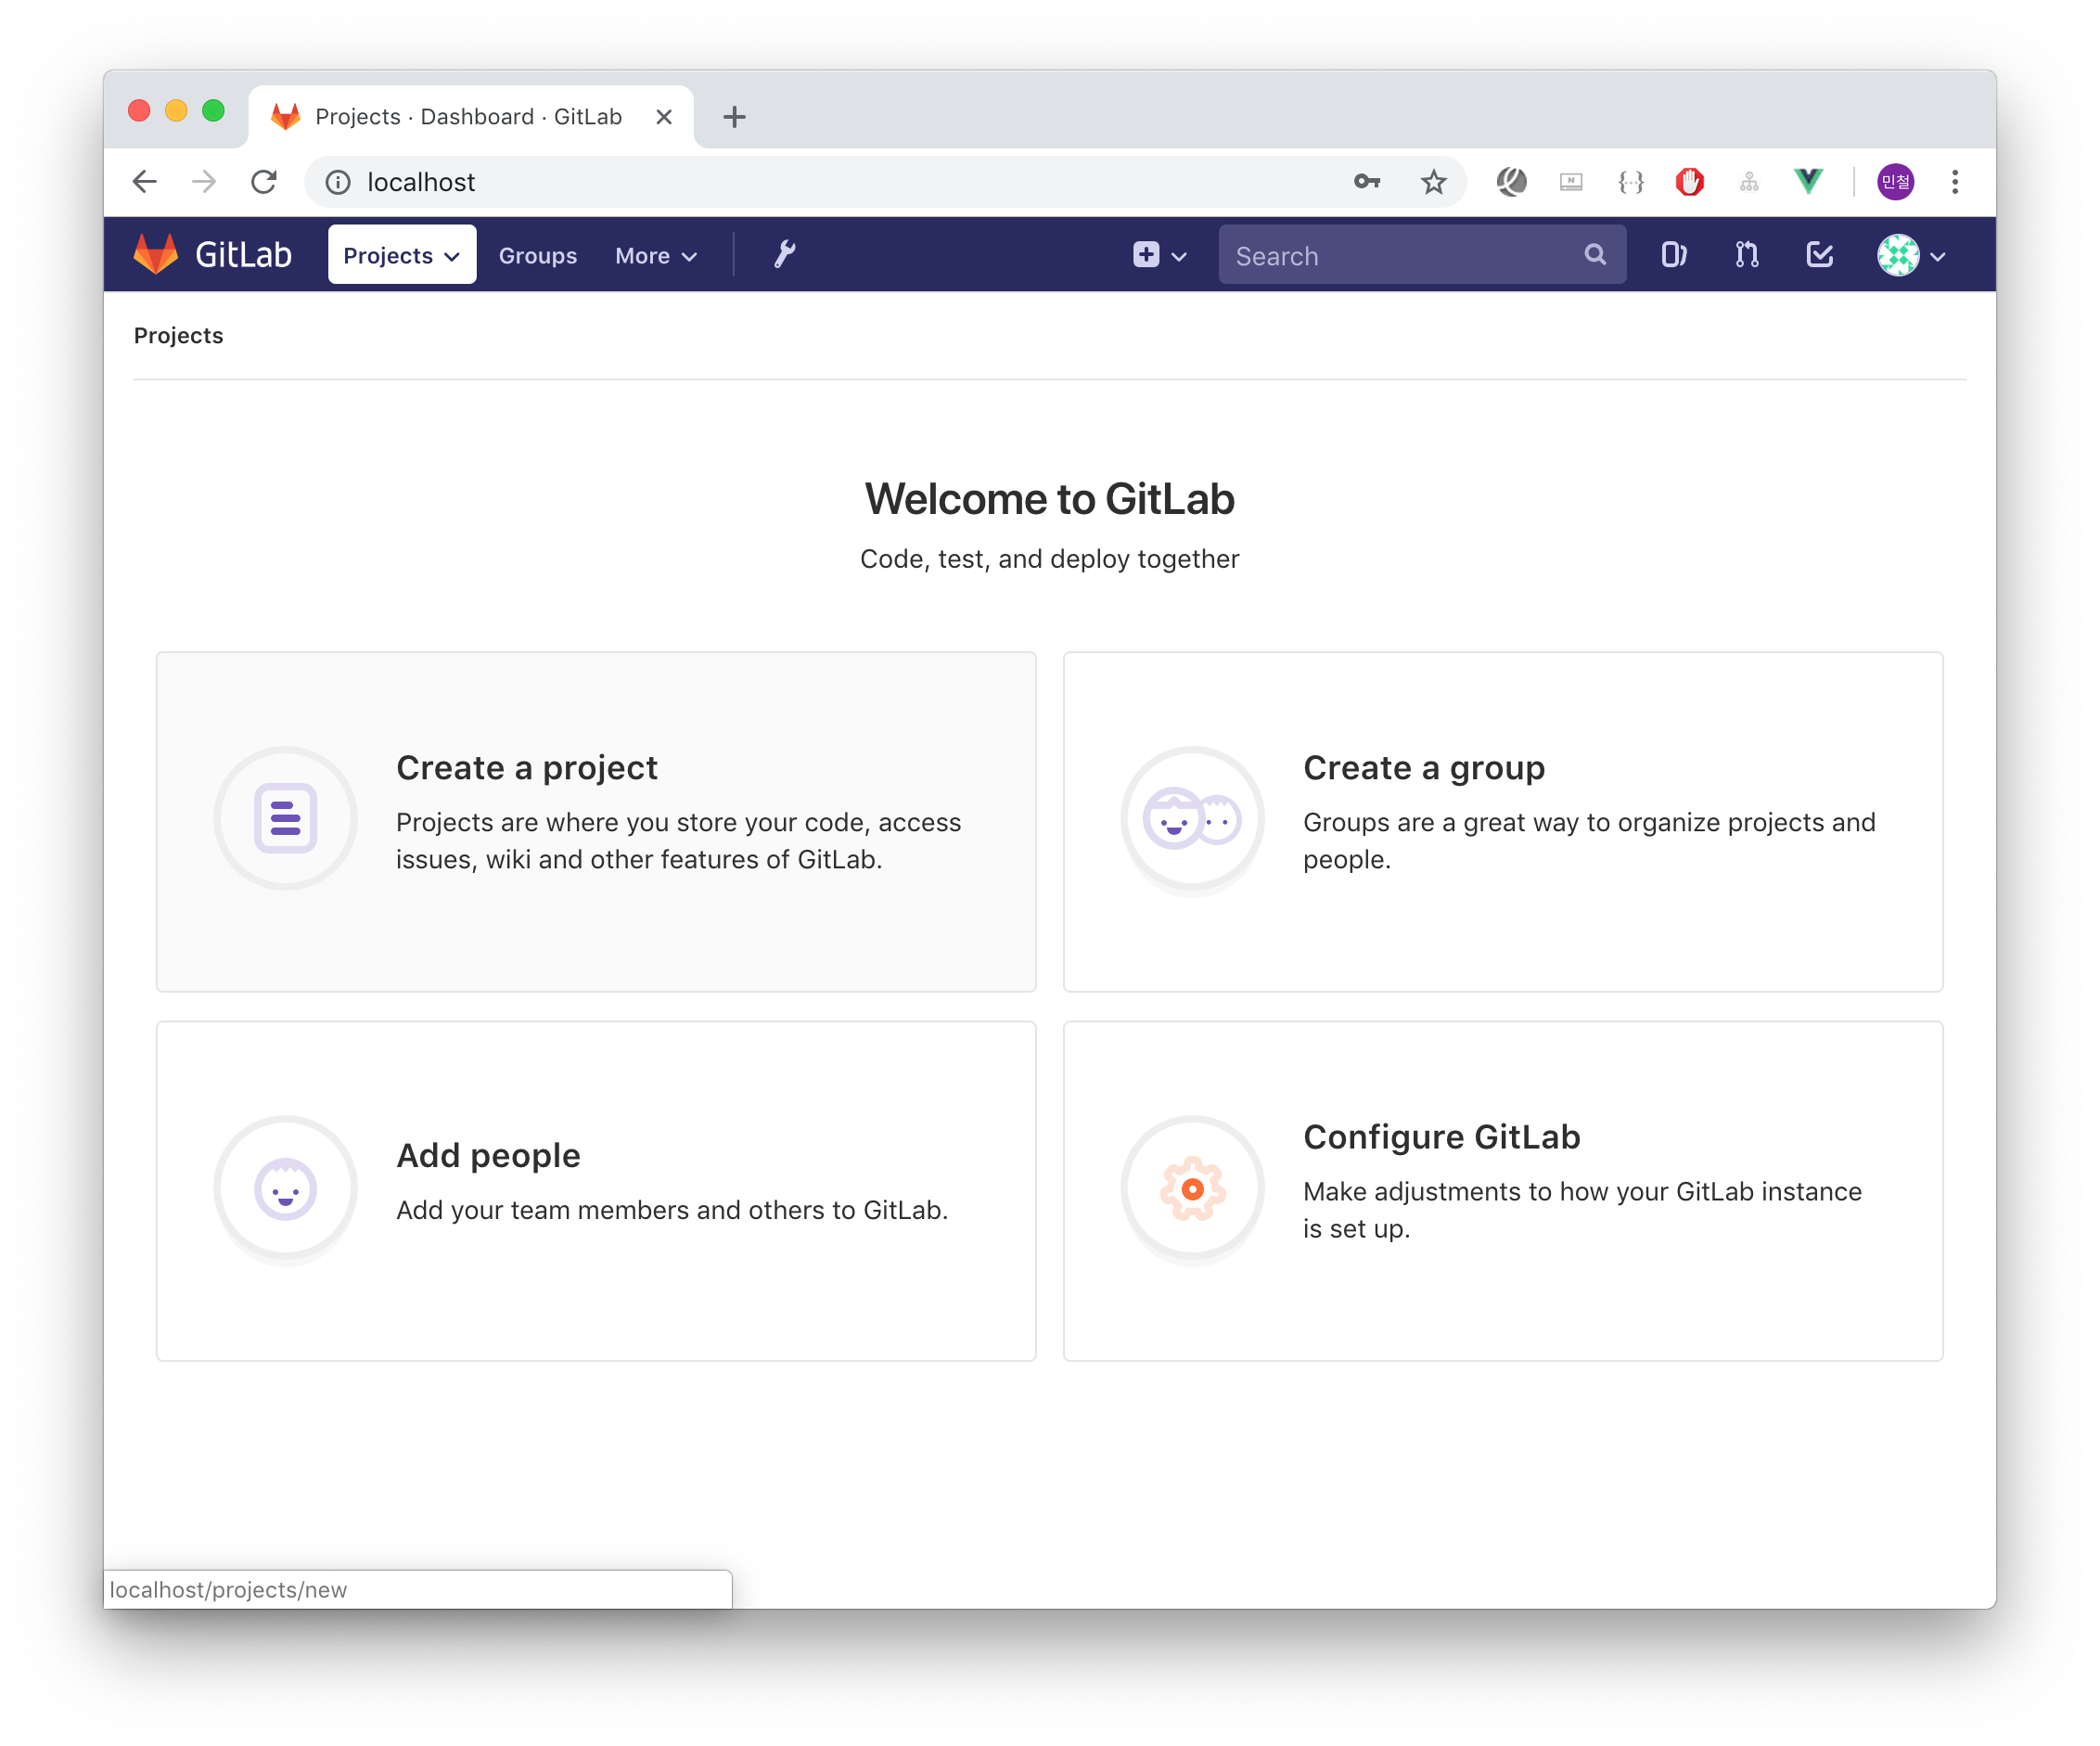 Projects · Dashboard · GitLab
localhost
민철
GitLab
Projects
Groups
More
Search
Projects
Welcome to GitLab
Code, test, and deploy together
Create a project
Projects are where you store your code, access
issues, wiki and other features of GitLab.
Create a group
Groups are a great way to organize projects and
people.
Add people
Add your team members and others to GitLab.
Configure GitLab
Make adjustments to how your GitLab instance
is set up.
localhost/projects/new